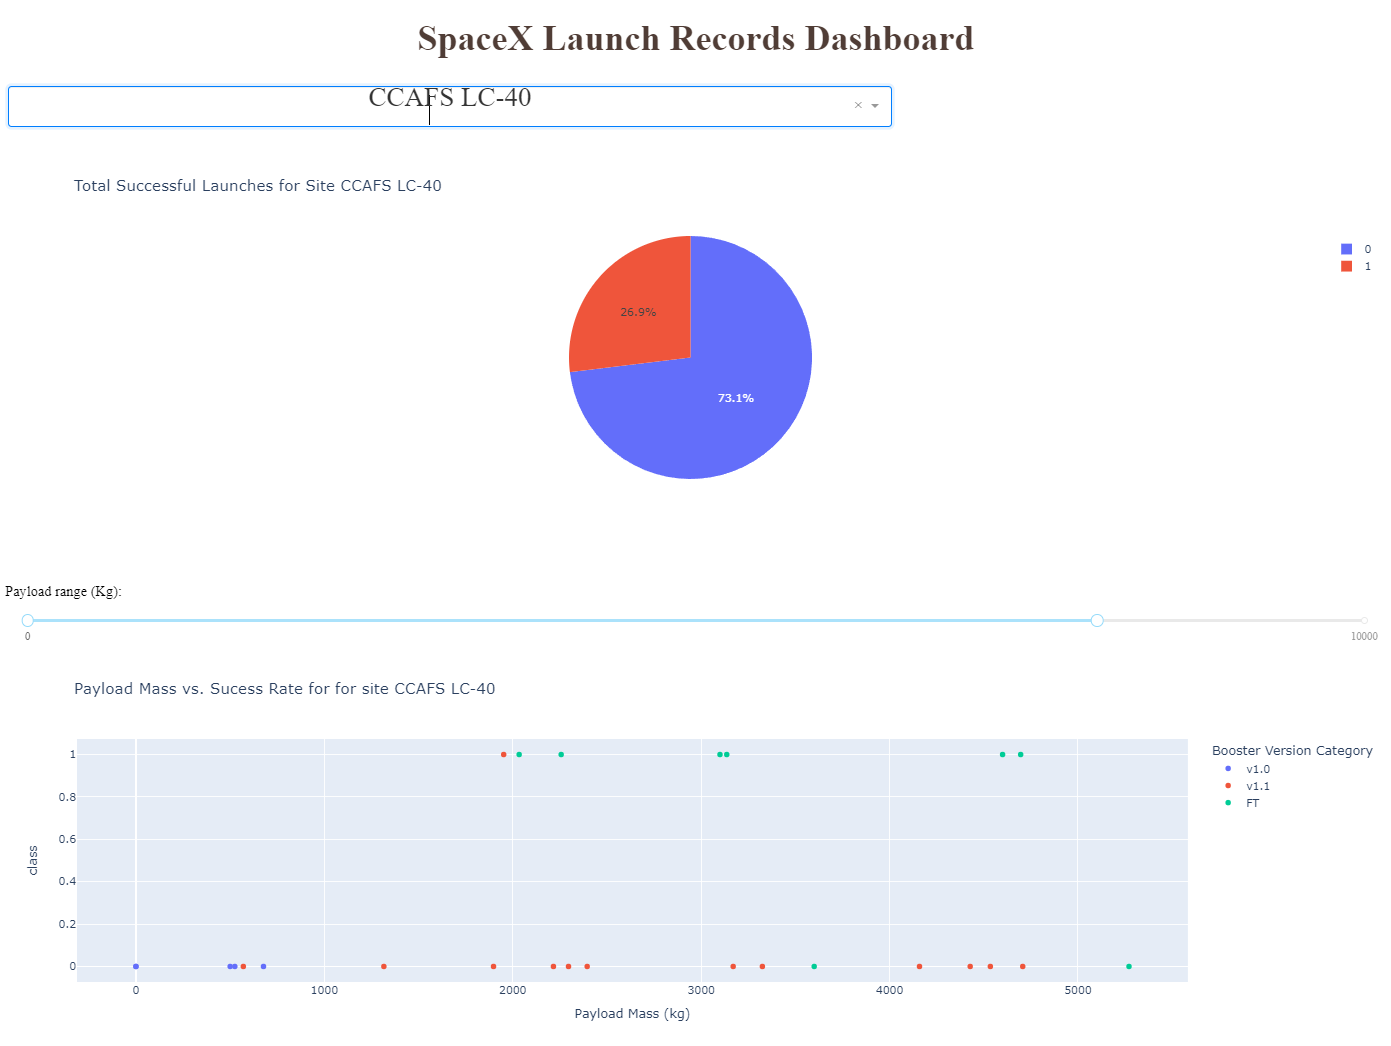 SpaceX Launch Records Dashboard
CCAFS LC-40
×
Total Successful Launches for Site CCAFS LC-40
0
1
26.9%
73.1%
Payload range (Kg):
0
10000
Payload Mass vs. Sucess Rate for for site CCAFS LC-40
Booster Version Category
v1.0
v1.1
FT
1
0.8
0.6
0.4
0.2
0
class
0
1000
2000
3000
4000
5000
Payload Mass (kg)